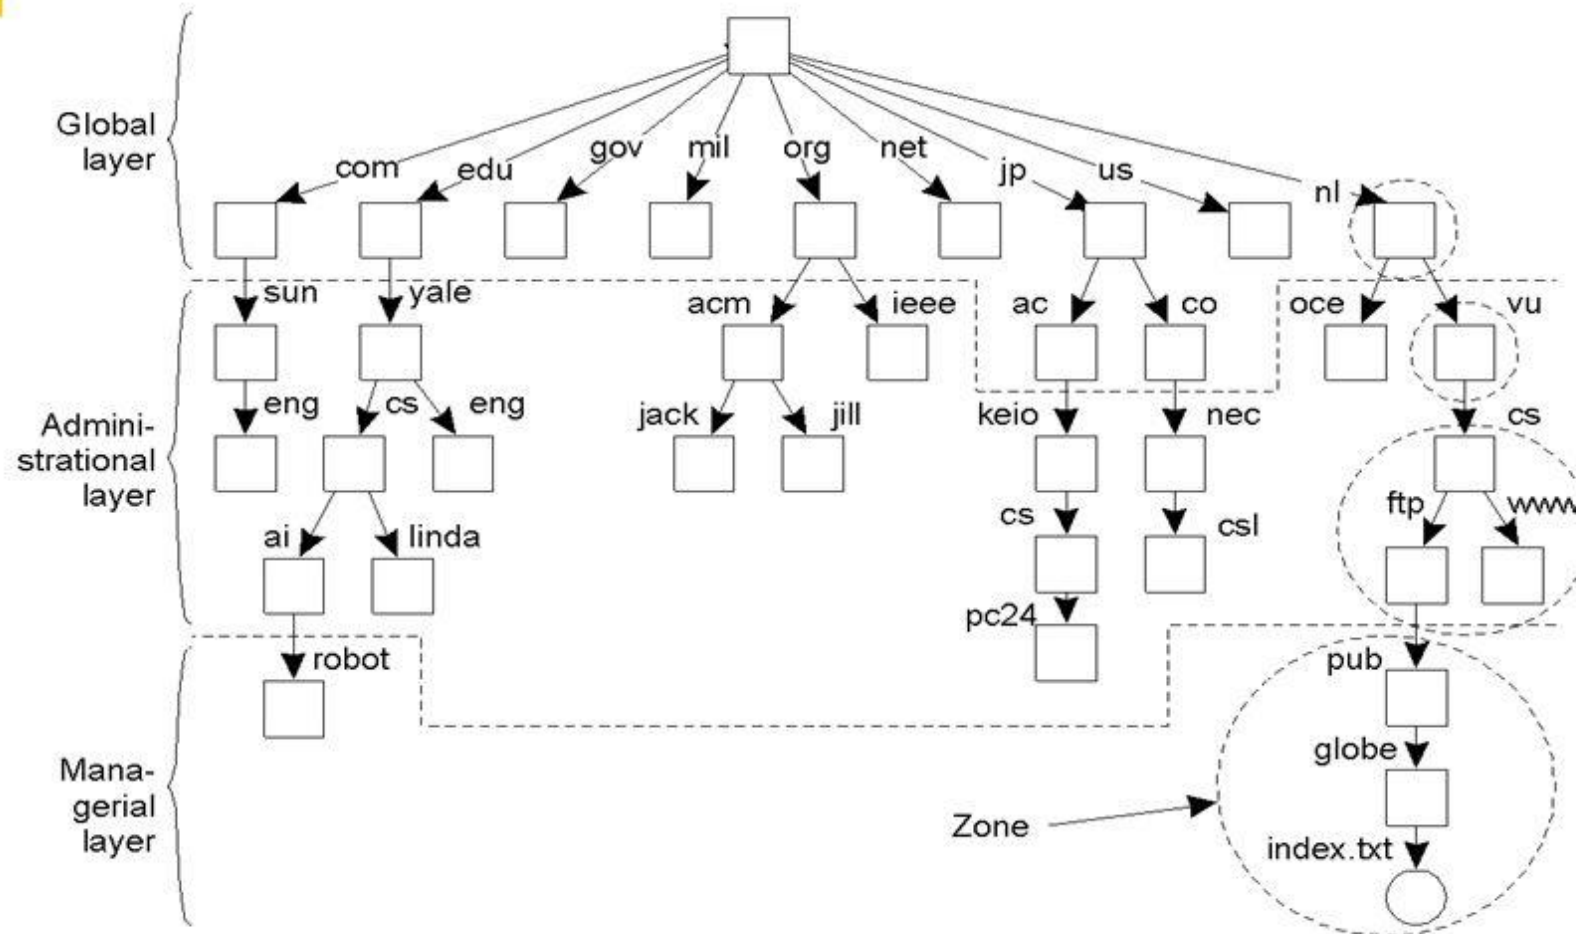 Global
layer
com
edu
gov
mil
org
net
jp
us
nl
sun
yale
acm
ieee
ac
co
oce
vu
Admini-
strational
layer
eng
cs
eng
jack
jill
keio
nec
cs
ai
linda
cs
csl
ftp
www
pc24
robot
pub
Mana-
gerial
layer
globe
Zone
index.txt